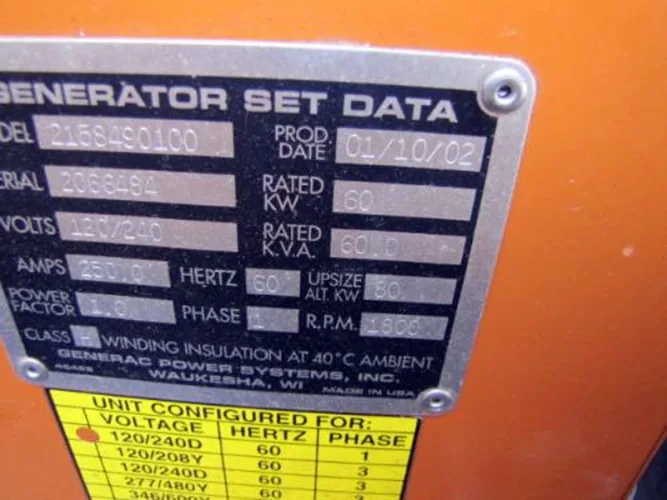 GENERATOR SET DATA
DEL 2158490100 PROD DATE 01/10/02
ERIAL 2068484 RATED KW 60
VOLTS 120/240 RATED K.V.A. 60.0
AMPS 250.0 HERTZ 60 UPSIZE ALT. KW 80
POWER FACTOR 1.0 PHASE 1 R.P.M. 1800
CLASS H WINDING INSULATION AT 40°C AMBIENT
GENERAC POWER SYSTEMS, INC.
WAUKESHA, WI
MADE IN USA
UNIT CONFIGURED FOR:
VOLTAGE HERTZ PHASE
120/240D 60 1
120/208Y 60 3
120/240D 60 3
277/480Y 60 3